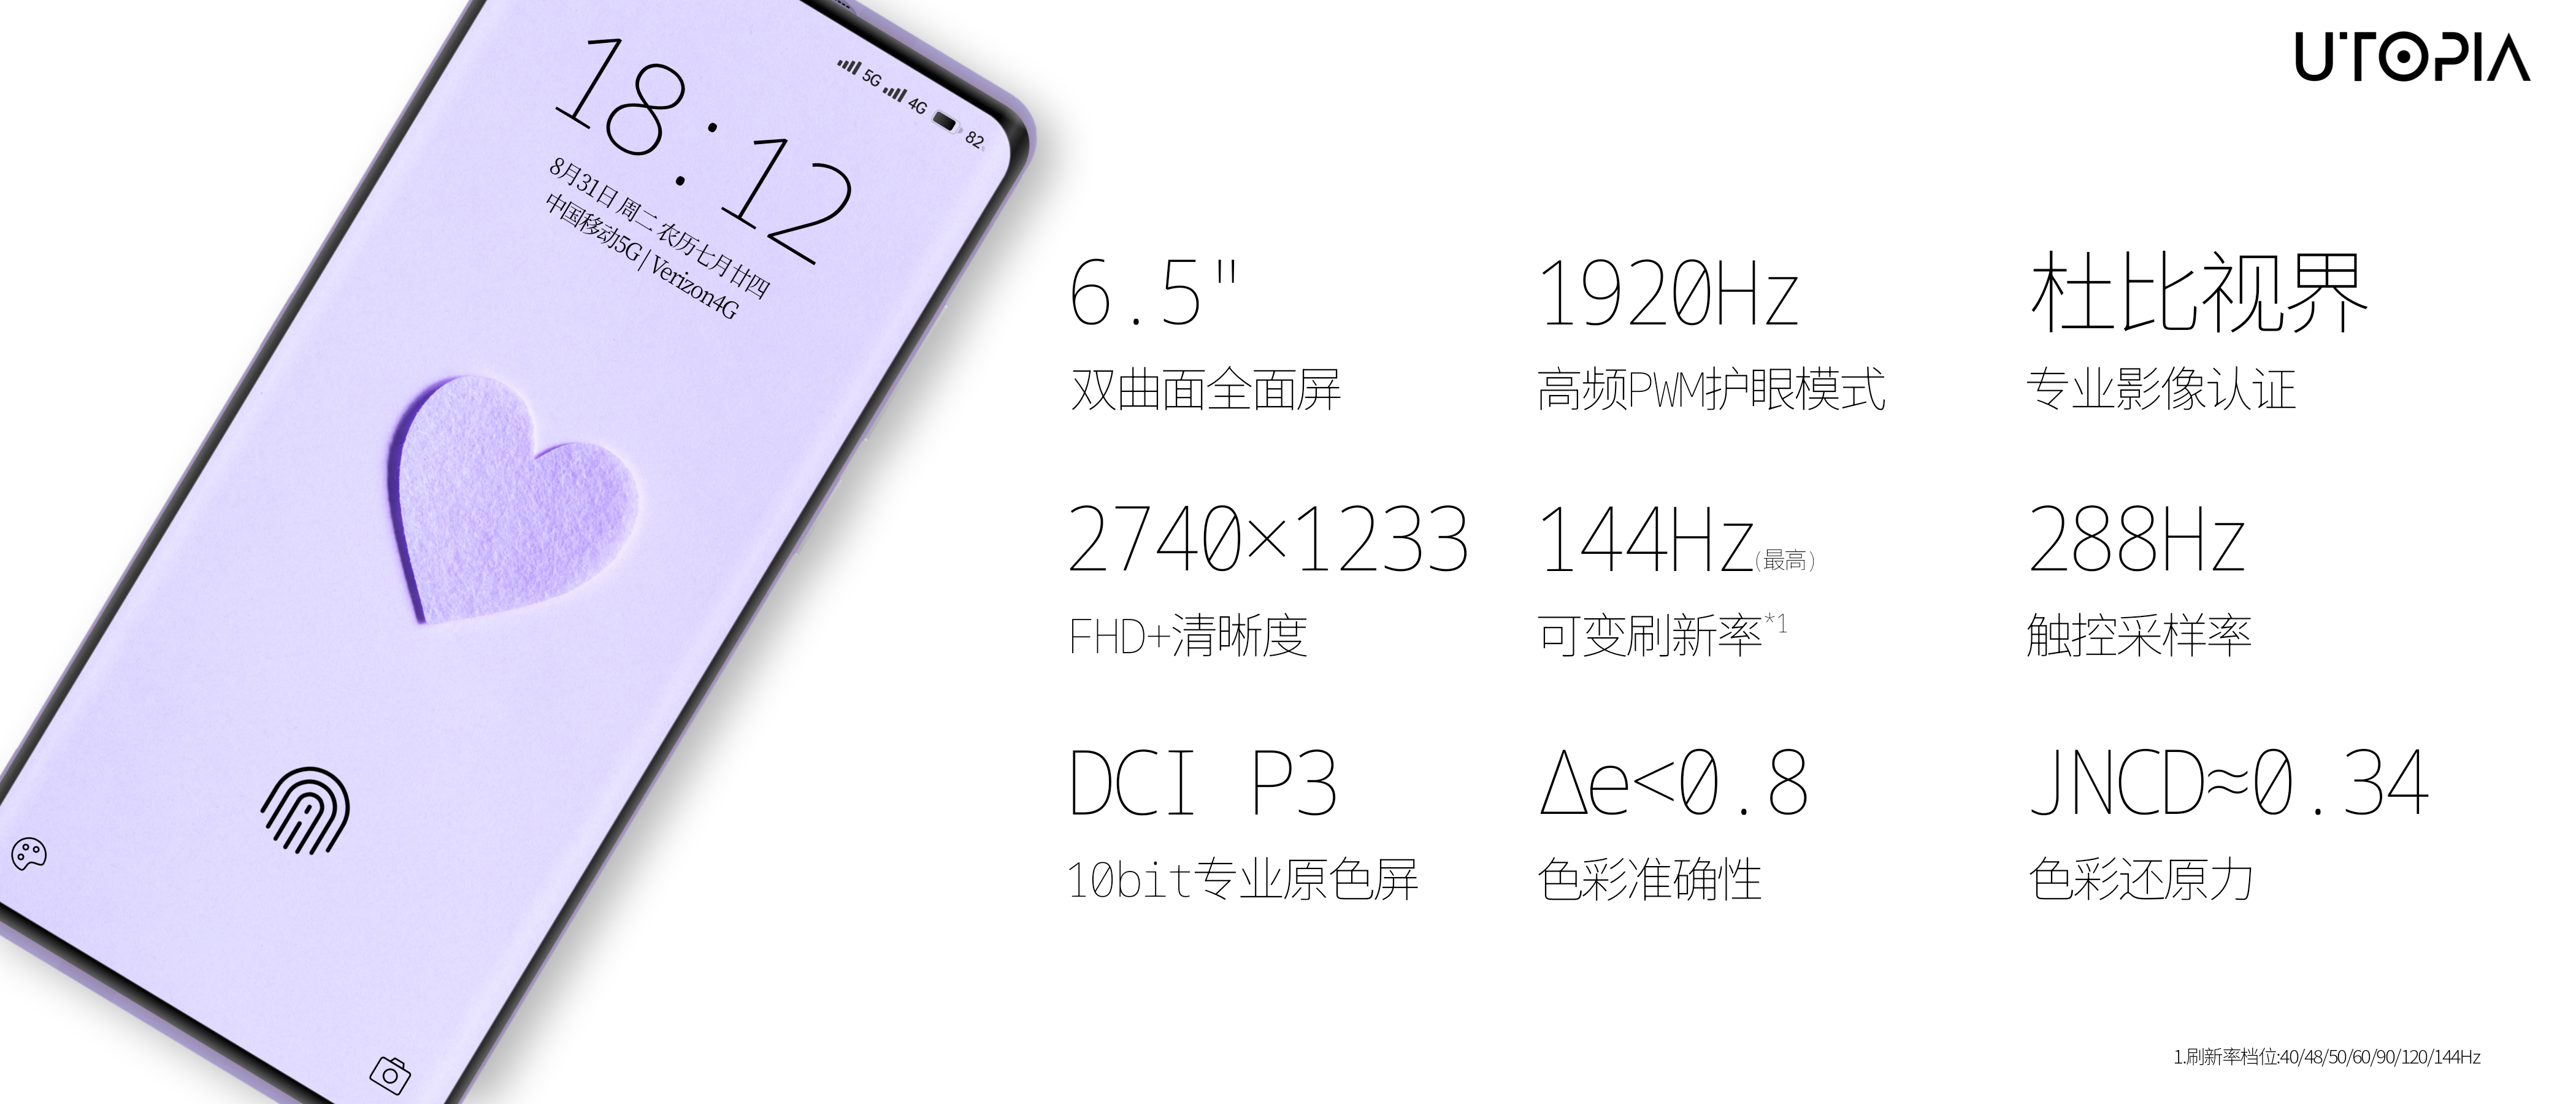 UTOPIA
5G 4G 82
18:12
8月31日 周二 农历七月廿四
中国移动5G | Verizon4G
6.5"
双曲面全面屏
1920Hz
高频PWM护眼模式
杜比视界
专业影像认证
2740×1233
FHD+清晰度
144Hz(最高)
可变刷新率*1
288Hz
触控采样率
DCI P3
10bit专业原色屏
Δe<0.8
色彩准确性
JNCD≈0.34
色彩还原力
1.刷新率档位:40/48/50/60/90/120/144Hz